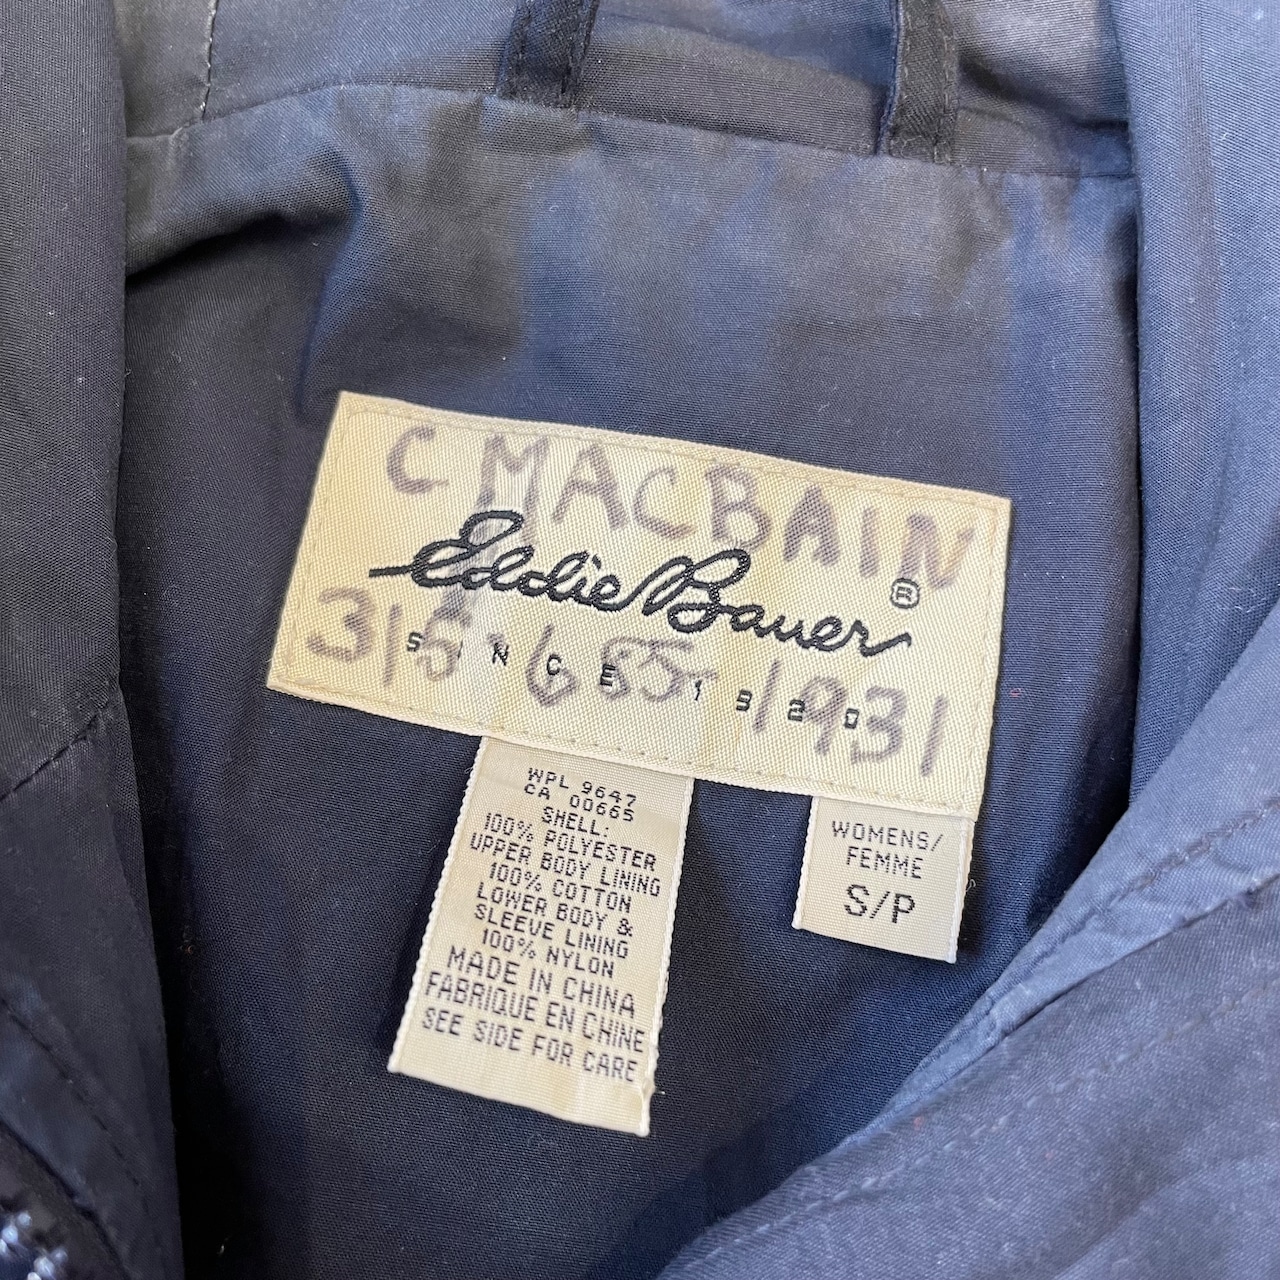 C MACBAIN
Eddie Bauer®
SINCE 1920
315-655-1931
WPL 9647
CA 00665
SHELL:
100% POLYESTER
UPPER BODY LINING
100% COTTON
LOWER BODY &
SLEEVE LINING
100% NYLON
MADE IN CHINA
FABRIQUE EN CHINE
SEE SIDE FOR CARE
WOMENS/
FEMME
S/P